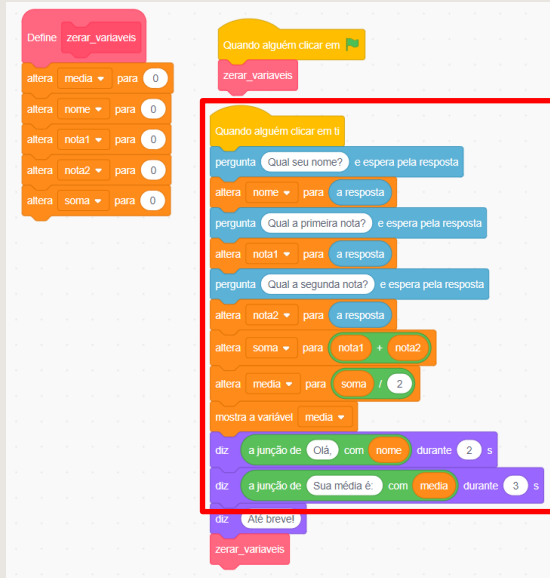 Define zerar_variaveis
altera media para 0
altera nome para 0
altera nota1 para 0
altera nota2 para 0
altera soma para 0
Quando alguém clicar em
zerar_variaveis
Quando alguém clicar em ti
pergunta Qual seu nome? e espera pela resposta
altera nome para a resposta
pergunta Qual a primeira nota? e espera pela resposta
altera nota1 para a resposta
pergunta Qual a segunda nota? e espera pela resposta
altera nota2 para a resposta
altera soma para nota1 + nota2
altera media para soma / 2
mostra a variável media
diz a junção de Olá, com nome durante 2 s
diz a junção de Sua média é: com media durante 3 s
diz Até breve!
zerar_variaveis